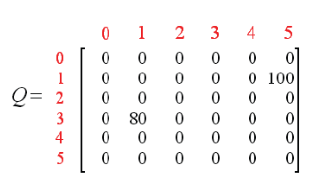 0 1 2 3 4 5
0 0 0 0 0 0 0
1 0 0 0 0 0 100
Q= 2 0 0 0 0 0 0
3 0 80 0 0 0 0
4 0 0 0 0 0 0
5 0 0 0 0 0 0